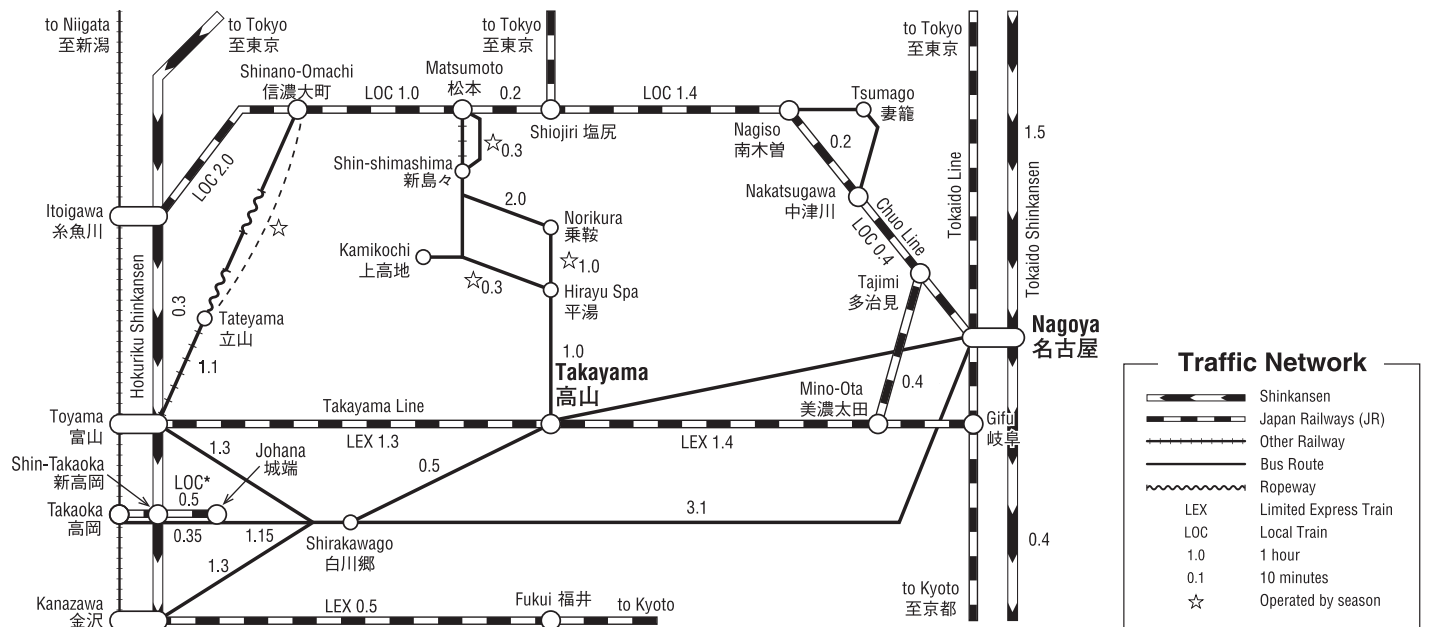 to Niigata
至新潟
to Tokyo
至東京
to Tokyo
至東京
to Tokyo
至東京
Shinano-Omachi
信濃大町
LOC 1.0
Matsumoto
松本
0.2
Shiojiri 塩尻
LOC 1.4
Nagiso
南木曽
Tsumago
妻籠
0.2
1.5
Shin-shimashima
新島々
☆0.3
LOC 2.0
Itoigawa
糸魚川
☆
2.0
Norikura
乗鞍
Nakatsugawa
中津川
Chuo Line
LOC 0.4
Tokaido Line
Tokaido Shinkansen
Kamikochi
上高地
☆1.0
☆0.3
Hirayu Spa
平湯
Tajimi
多治見
Hokuriku Shinkansen
0.3
Tateyama
立山
1.1
1.0
Takayama
高山
Nagoya
名古屋
Mino-Ota
美濃太田
0.4
Toyama
富山
Takayama Line
LEX 1.3
LEX 1.4
Gifu
岐阜
Shin-Takaoka
新高岡
1.3
Johana
城端
LOC*
0.5
0.5
Takaoka
高岡
0.35
1.15
Shirakawago
白川郷
3.1
1.3
0.4
Kanazawa
金沢
LEX 0.5
Fukui 福井
to Kyoto
to Kyoto
至京都
Traffic Network
Shinkansen
Japan Railways (JR)
Other Railway
Bus Route
Ropeway
LEX Limited Express Train
LOC Local Train
1.0 1 hour
0.1 10 minutes
☆ Operated by season